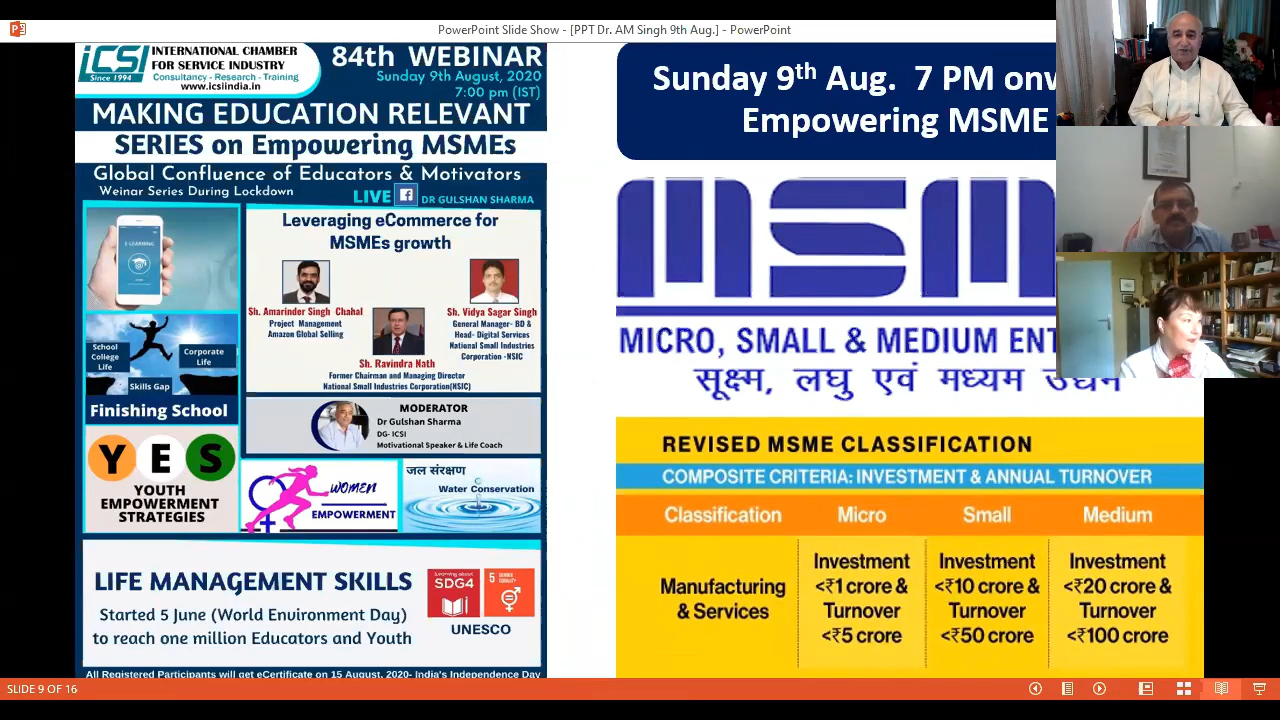 PowerPoint Slide Show - [PPT Dr. AM Singh 9th Aug.] - PowerPoint
iCSi
Since 1994
INTERNATIONAL CHAMBER
FOR SERVICE INDUSTRY
Consultancy - Research - Training
www.icsiindia.in
84th WEBINAR
Sunday 9th August, 2020
7:00 pm (IST)
MAKING EDUCATION RELEVANT
SERIES on Empowering MSMEs
Global Confluence of Educators & Motivators
Weinar Series During Lockdown
LIVE f DR GULSHAN SHARMA
E-LEARNING
School
College
Life
Corporate
Life
Skills Gap
Finishing School
YES
YOUTH
EMPOWERMENT
STRATEGIES
Leveraging eCommerce for
MSMEs growth
Sh. Amarinder Singh Chahal
Project Management
Amazon Global Selling
Sh. Ravindra Nath
Former Chairman and Managing Director
National Small Industries Corporation(NSIC)
Sh. Vidya Sagar Singh
General Manager- BD &
Head- Digital Services
National Small Industries
Corporation -NSIC
MODERATOR
Dr Gulshan Sharma
DG- ICSI
Motivational Speaker & Life Coach
WOMEN
EMPOWERMENT
जल संरक्षण
Water Conservation
LIFE MANAGEMENT SKILLS
Started 5 June (World Environment Day)
to reach one million Educators and Youth
SDG4
5 GENDER EQUALITY
UNESCO
All Registered Participants will get eCertificate on 15 August, 2020- India's Independence Day
Sunday 9th Aug. 7 PM onw
Empowering MSME
MSM
MICRO, SMALL & MEDIUM ENT
सूक्ष्म, लघु एवं मध्यम उद्यम
REVISED MSME CLASSIFICATION
COMPOSITE CRITERIA: INVESTMENT & ANNUAL TURNOVER
Classification Micro Small Medium
Manufacturing
& Services
Investment
<₹1 crore &
Turnover
<₹5 crore
Investment
<₹10 crore &
Turnover
<₹50 crore
Investment
<₹20 crore &
Turnover
<₹100 crore
SLIDE 9 OF 16